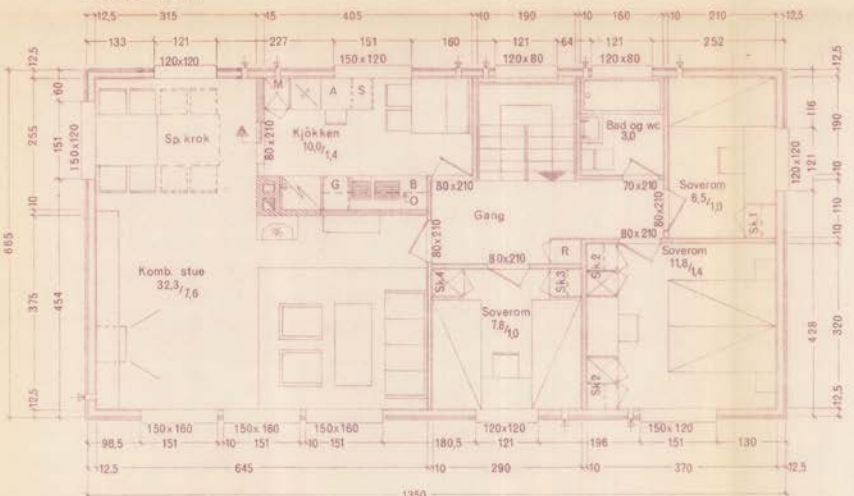 12,5 315 15 405 10 190 10 160 10 210 12,5
133 121 227 151 160 121 64 121 252
120x120 150x120 120x80 120x80
12,5 60 255 151 10 665 375 454 12,5
150x120
Sp.krok
80x210
M A S
Kjökken
10,0/1,4
G B O
80x210
Bad og wc
3,0
70x210
Gang
80x210
80x210
80x210
R
80x210
Soverom
6,5/1,0
Sk.1
120x120
12,5 116 190 121 110 10 320 428 12,5
Komb. stue
32,3/7,6
Sk.4
Soverom
7,8/1,0
Sk.3
Sk.2
Soverom
11,8/1,4
Sk.2
150x160 150x160 150x160 120x120 150x120
98,5 151 10 151 10 151 180,5 121 196 151 130
12,5 645 10 290 10 370 12,5
1350